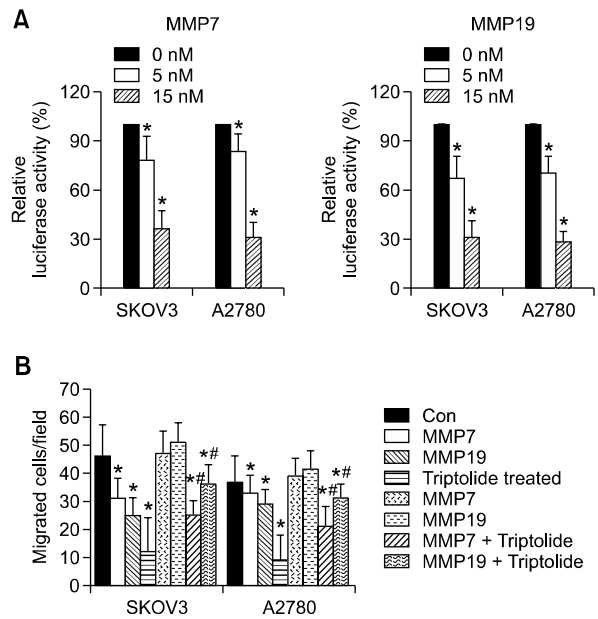 A
MMP7
0 nM
5 nM
15 nM
Relative
luciferase activity (%)
120
90
60
30
0
* * * *
SKOV3 A2780
MMP19
0 nM
5 nM
15 nM
Relative
luciferase activity (%)
120
90
60
30
0
* * * *
SKOV3 A2780
B
Migrated cells/field
70
60
50
40
30
20
10
0
* * * *# *# * * * *# *#
SKOV3 A2780
Con
MMP7
MMP19
Triptolide treated
MMP7
MMP19
MMP7 + Triptolide
MMP19 + Triptolide